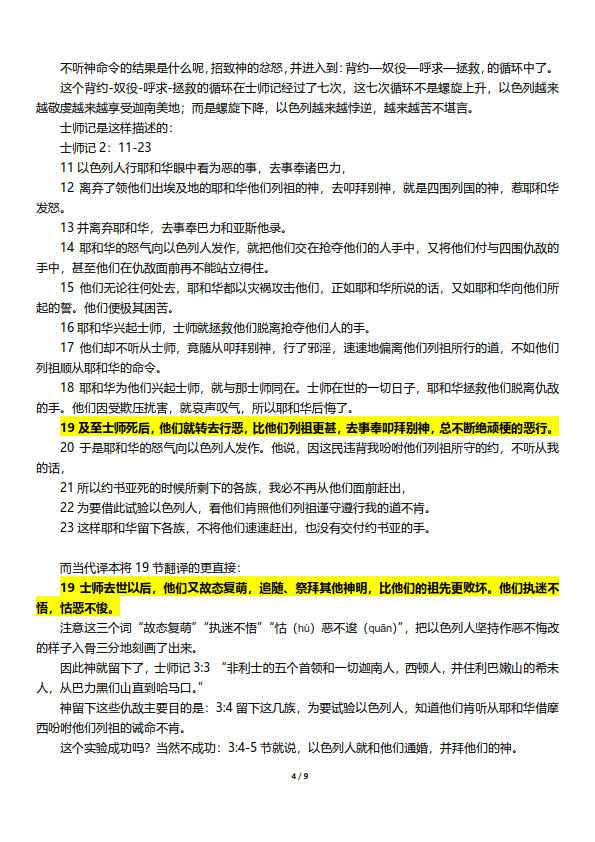 不听神命令的结果是什么呢，招致神的忿怒，并进入到：背约—奴役—呼求—拯救，的循环中了。
这个背约-奴役-呼求-拯救的循环在士师记经过了七次，这七次循环不是螺旋上升，以色列越来
越敬虔越来越享受迦南美地；而是螺旋下降，以色列越来越悖逆，越来越苦不堪言。
士师记是这样描述的：
士师记 2：11-23
11 以色列人行耶和华眼中看为恶的事，去事奉诸巴力，
12 离弃了领他们出埃及地的耶和华他们列祖的神，去叩拜别神，就是四围列国的神，惹耶和华
发怒。
13 并离弃耶和华，去事奉巴力和亚斯他录。
14 耶和华的怒气向以色列人发作，就把他们交在抢夺他们的人手中，又将他们付与四围仇敌的
手中，甚至他们在仇敌面前再不能站立得住。
15 他们无论往何处去，耶和华都以灾祸攻击他们，正如耶和华所说的话，又如耶和华向他们所
起的誓。他们便极其困苦。
16 耶和华兴起士师，士师就拯救他们脱离抢夺他们人的手。
17 他们却不听从士师，竟随从叩拜别神，行了邪淫，速速地偏离他们列祖所行的道，不如他们
列祖顺从耶和华的命令。
18 耶和华为他们兴起士师，就与那士师同在。士师在世的一切日子，耶和华拯救他们脱离仇敌
的手。他们因受欺压扰害，就哀声叹气，所以耶和华后悔了。
19 及至士师死后，他们就转去行恶，比他们列祖更甚，去事奉叩拜别神，总不断绝顽梗的恶行。
20 于是耶和华的怒气向以色列人发作。他说，因这民违背我吩咐他们列祖所守的约，不听从我
的话，
21 所以约书亚死的时候所剩下的各族，我必不再从他们面前赶出，
22 为要借此试验以色列人，看他们肯照他们列祖谨守遵行我的道不肯。
23 这样耶和华留下各族，不将他们速速赶出，也没有交付约书亚的手。
而当代译本将 19 节翻译的更直接：
19 士师去世以后，他们又故态复萌，追随、祭拜其他神明，比他们的祖先更败坏。他们执迷不
悟，怙恶不悛。
注意这三个词“故态复萌”“执迷不悟”“怙（hù）恶不逡（quān）”，把以色列人坚持作恶不悔改
的样子入骨三分地刻画了出来。
因此神就留下了，士师记 3:3 “非利士的五个首领和一切迦南人，西顿人，并住利巴嫩山的希未
人，从巴力黑们山直到哈马口。”
神留下这些仇敌主要目的是：3:4 留下这几族，为要试验以色列人，知道他们肯听从耶和华借摩
西吩咐他们列祖的诫命不肯。
这个实验成功吗？当然不成功：3:4-5 节就说，以色列人就和他们通婚，并拜他们的神。
4 / 9